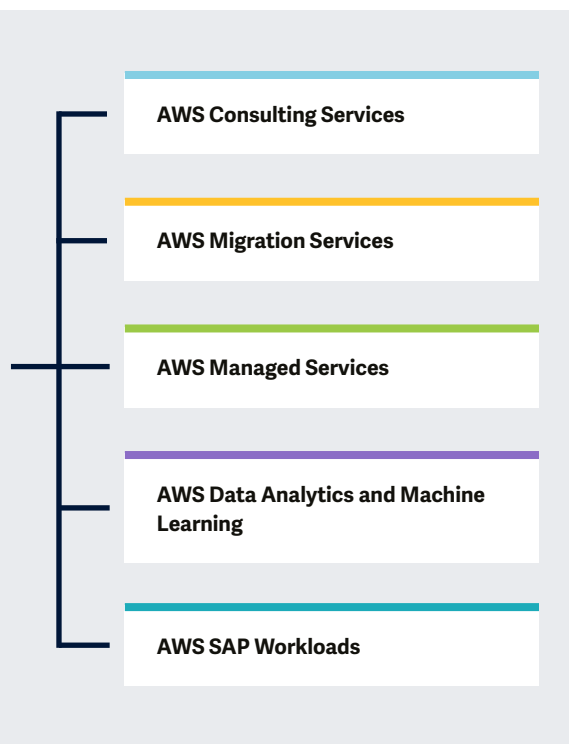 AWS Consulting Services
AWS Migration Services
AWS Managed Services
AWS Data Analytics and Machine
Learning
AWS SAP Workloads